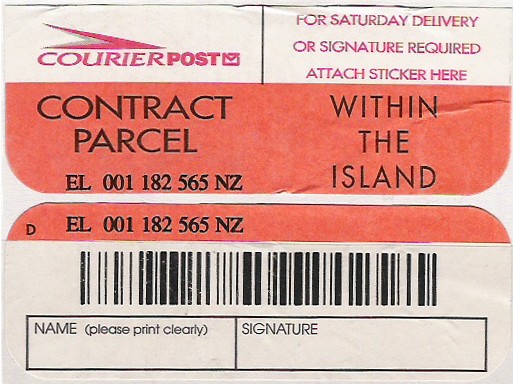 COURIERPOST
FOR SATURDAY DELIVERY
OR SIGNATURE REQUIRED
ATTACH STICKER HERE
CONTRACT
PARCEL
EL 001 182 565 NZ
WITHIN
THE
ISLAND
D
EL 001 182 565 NZ
NAME (please print clearly)
SIGNATURE